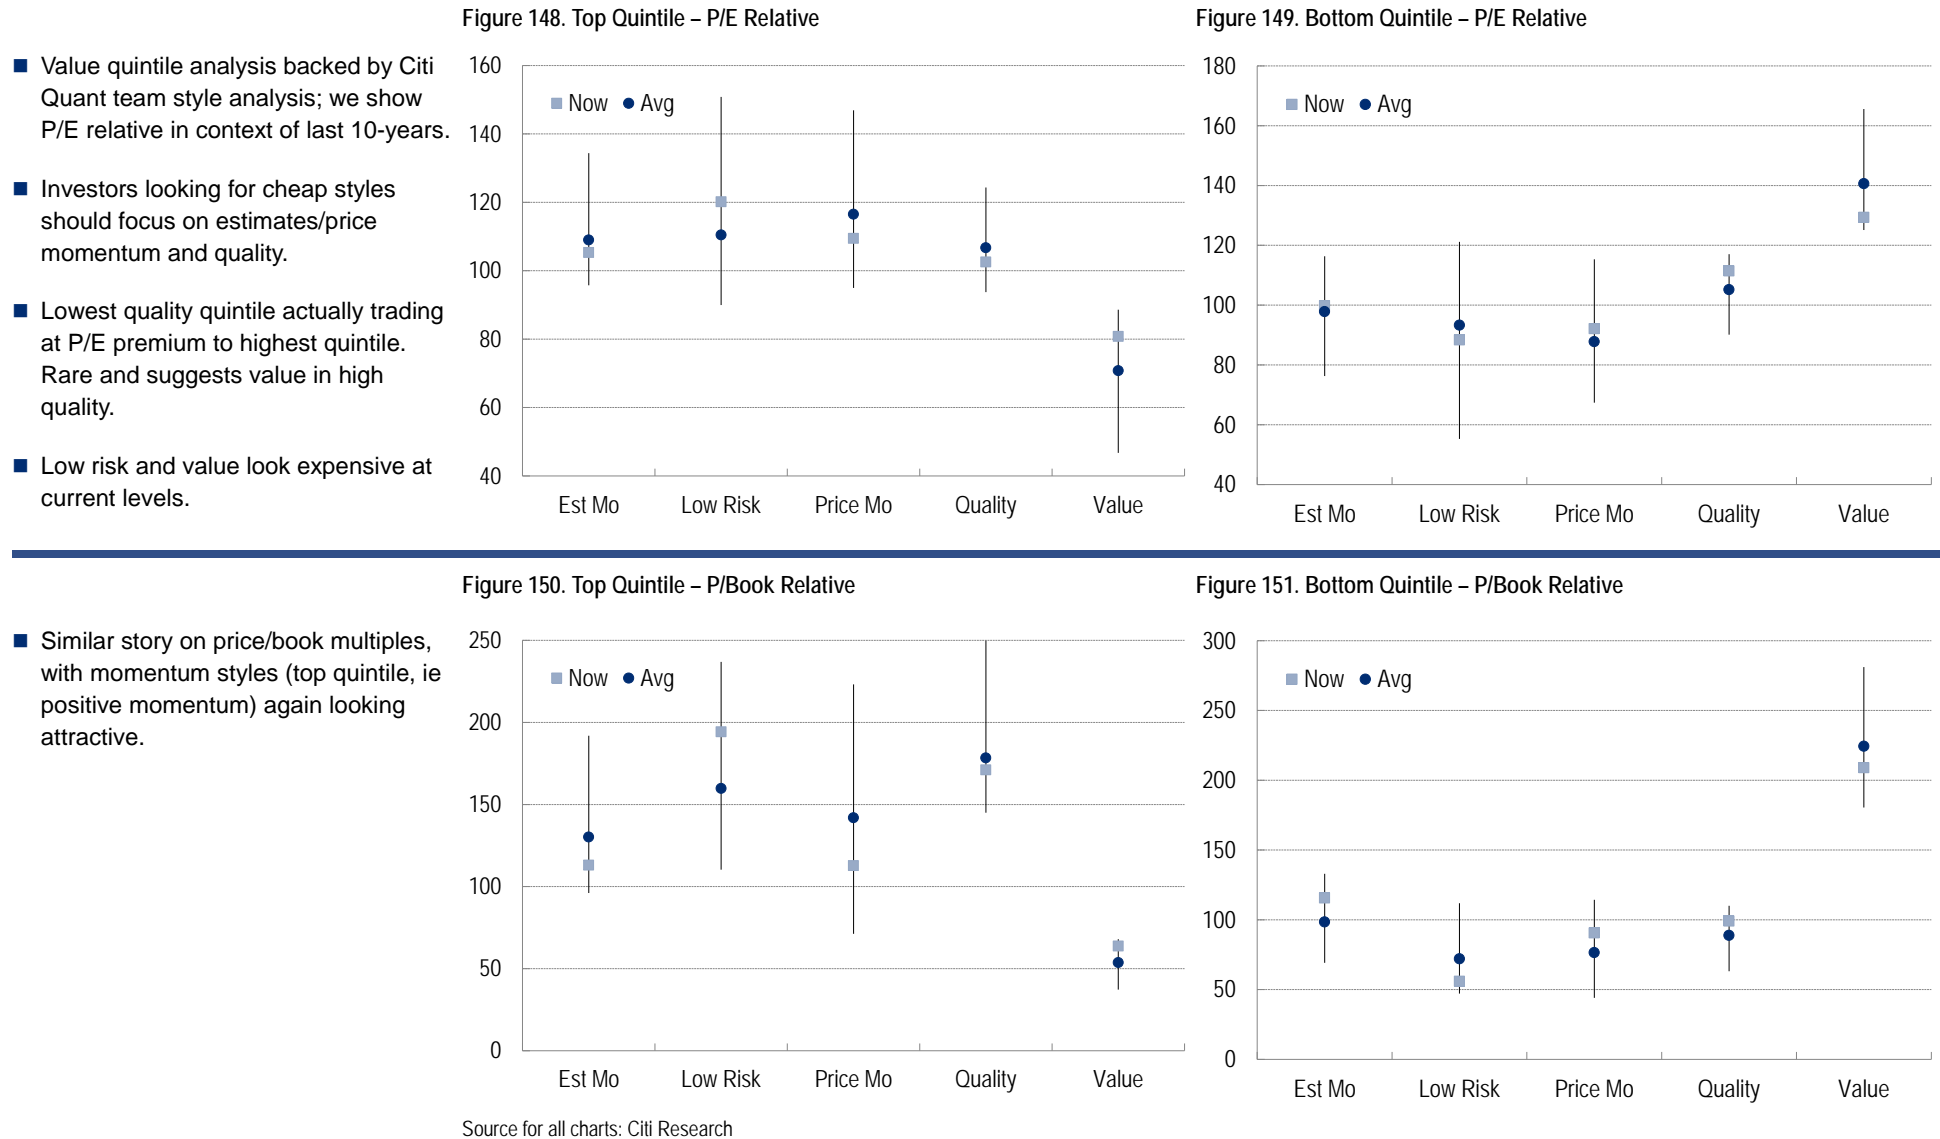 Figure 148. Top Quintile – P/E Relative
Figure 149. Bottom Quintile – P/E Relative
■ Value quintile analysis backed by Citi
Quant team style analysis; we show
P/E relative in context of last 10-years.
■ Investors looking for cheap styles
should focus on estimates/price
momentum and quality.
■ Lowest quality quintile actually trading
at P/E premium to highest quintile.
Rare and suggests value in high
quality.
■ Low risk and value look expensive at
current levels.
160
140
120
100
80
60
40
Now Avg
Est Mo Low Risk Price Mo Quality Value
180
160
140
120
100
80
60
40
Now Avg
Est Mo Low Risk Price Mo Quality Value
Figure 150. Top Quintile – P/Book Relative
Figure 151. Bottom Quintile – P/Book Relative
■ Similar story on price/book multiples,
with momentum styles (top quintile, ie
positive momentum) again looking
attractive.
250
200
150
100
50
0
Now Avg
Est Mo Low Risk Price Mo Quality Value
300
250
200
150
100
50
0
Now Avg
Est Mo Low Risk Price Mo Quality Value
Source for all charts: Citi Research